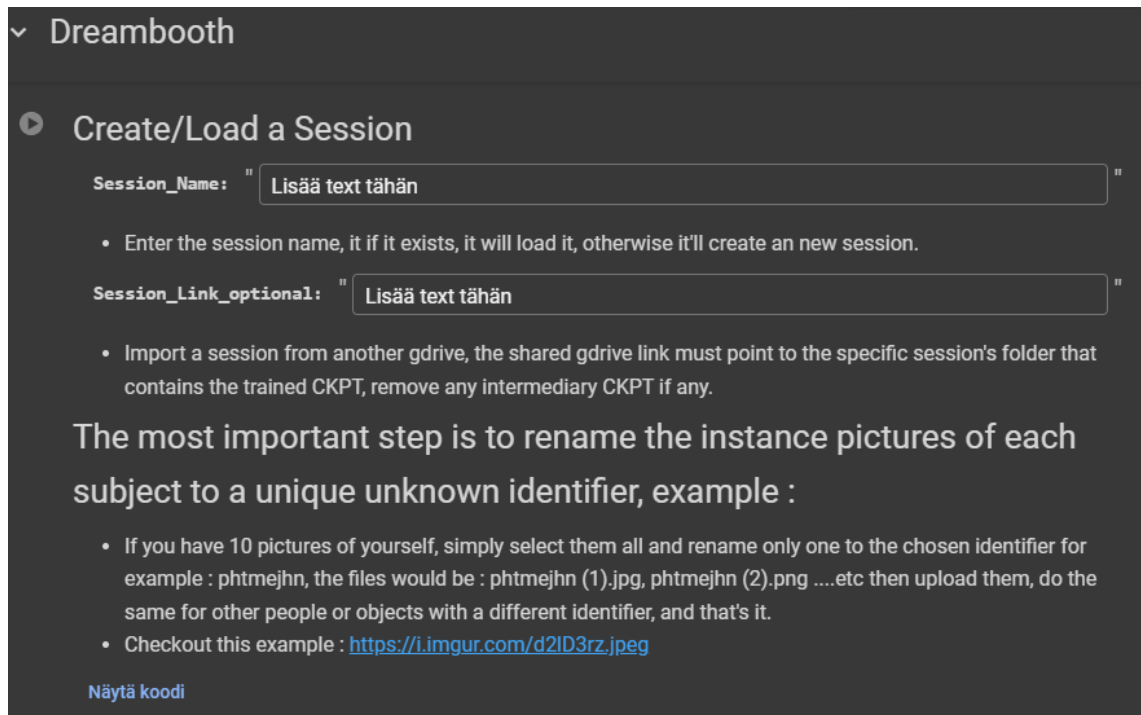 Dreambooth
Create/Load a Session
Session_Name: " Lisää text tähän "
• Enter the session name, it if it exists, it will load it, otherwise it'll create an new session.
Session_Link_optional: " Lisää text tähän "
• Import a session from another gdrive, the shared gdrive link must point to the specific session's folder that
contains the trained CKPT, remove any intermediary CKPT if any.
The most important step is to rename the instance pictures of each
subject to a unique unknown identifier, example :
• If you have 10 pictures of yourself, simply select them all and rename only one to the chosen identifier for
example : phtmejhn, the files would be : phtmejhn (1).jpg, phtmejhn (2).png ....etc then upload them, do the
same for other people or objects with a different identifier, and that's it.
• Checkout this example : https://i.imgur.com/d2lD3rz.jpeg
Näytä koodi